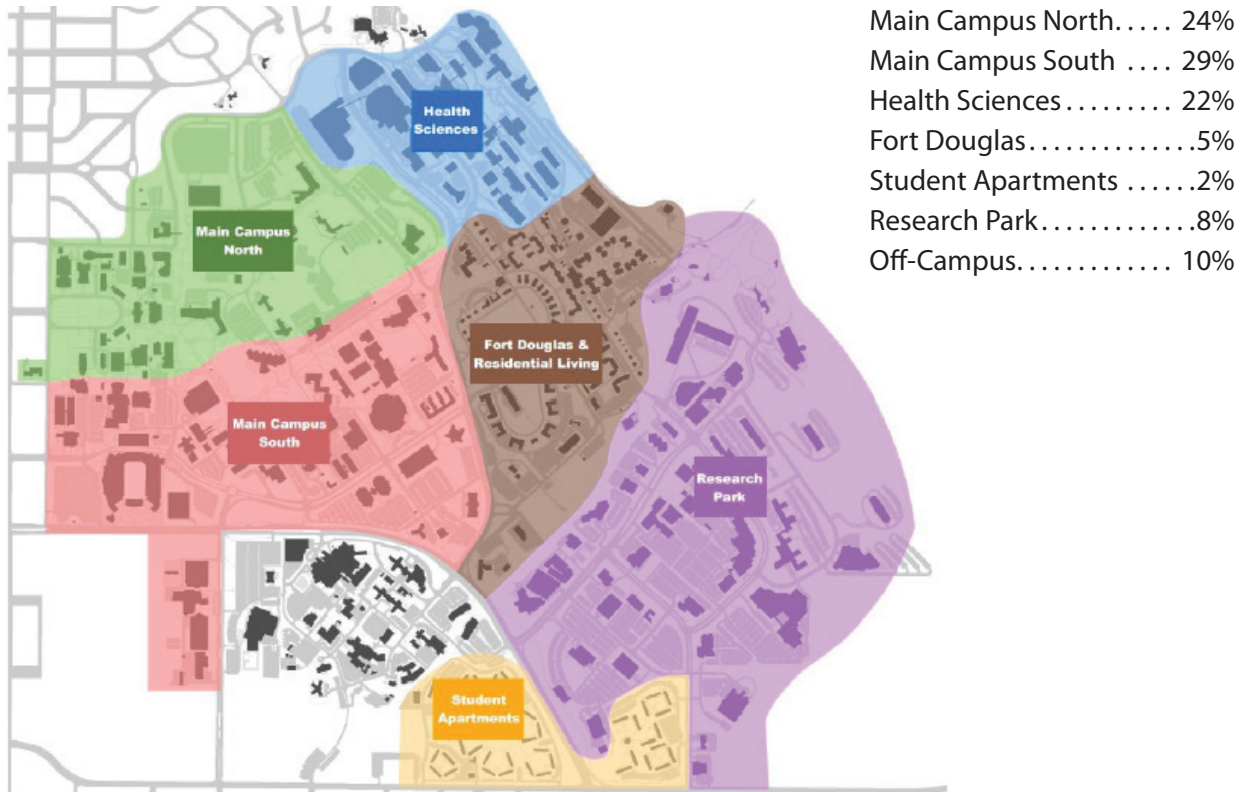 Main Campus North..... 24%
Main Campus South .... 29%
Health Sciences......... 22%
Fort Douglas..............5%
Student Apartments ......2%
Research Park.............8%
Off-Campus............. 10%
Health
Sciences
Main Campus
North
Fort Douglas &
Residential Living
Main Campus
South
Research
Park
Student
Apartments